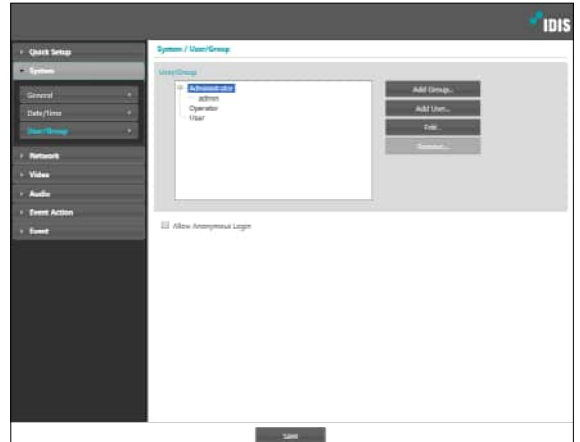 IDIS
Quick Setup
System
General
Date/Time
User/Group
Network
Video
Audio
Event Action
Event
System / User/Group
User/Group
Administrator
admin
Operator
User
Add Group...
Add User...
Edit...
Remove...
Allow Anonymous Login
Save